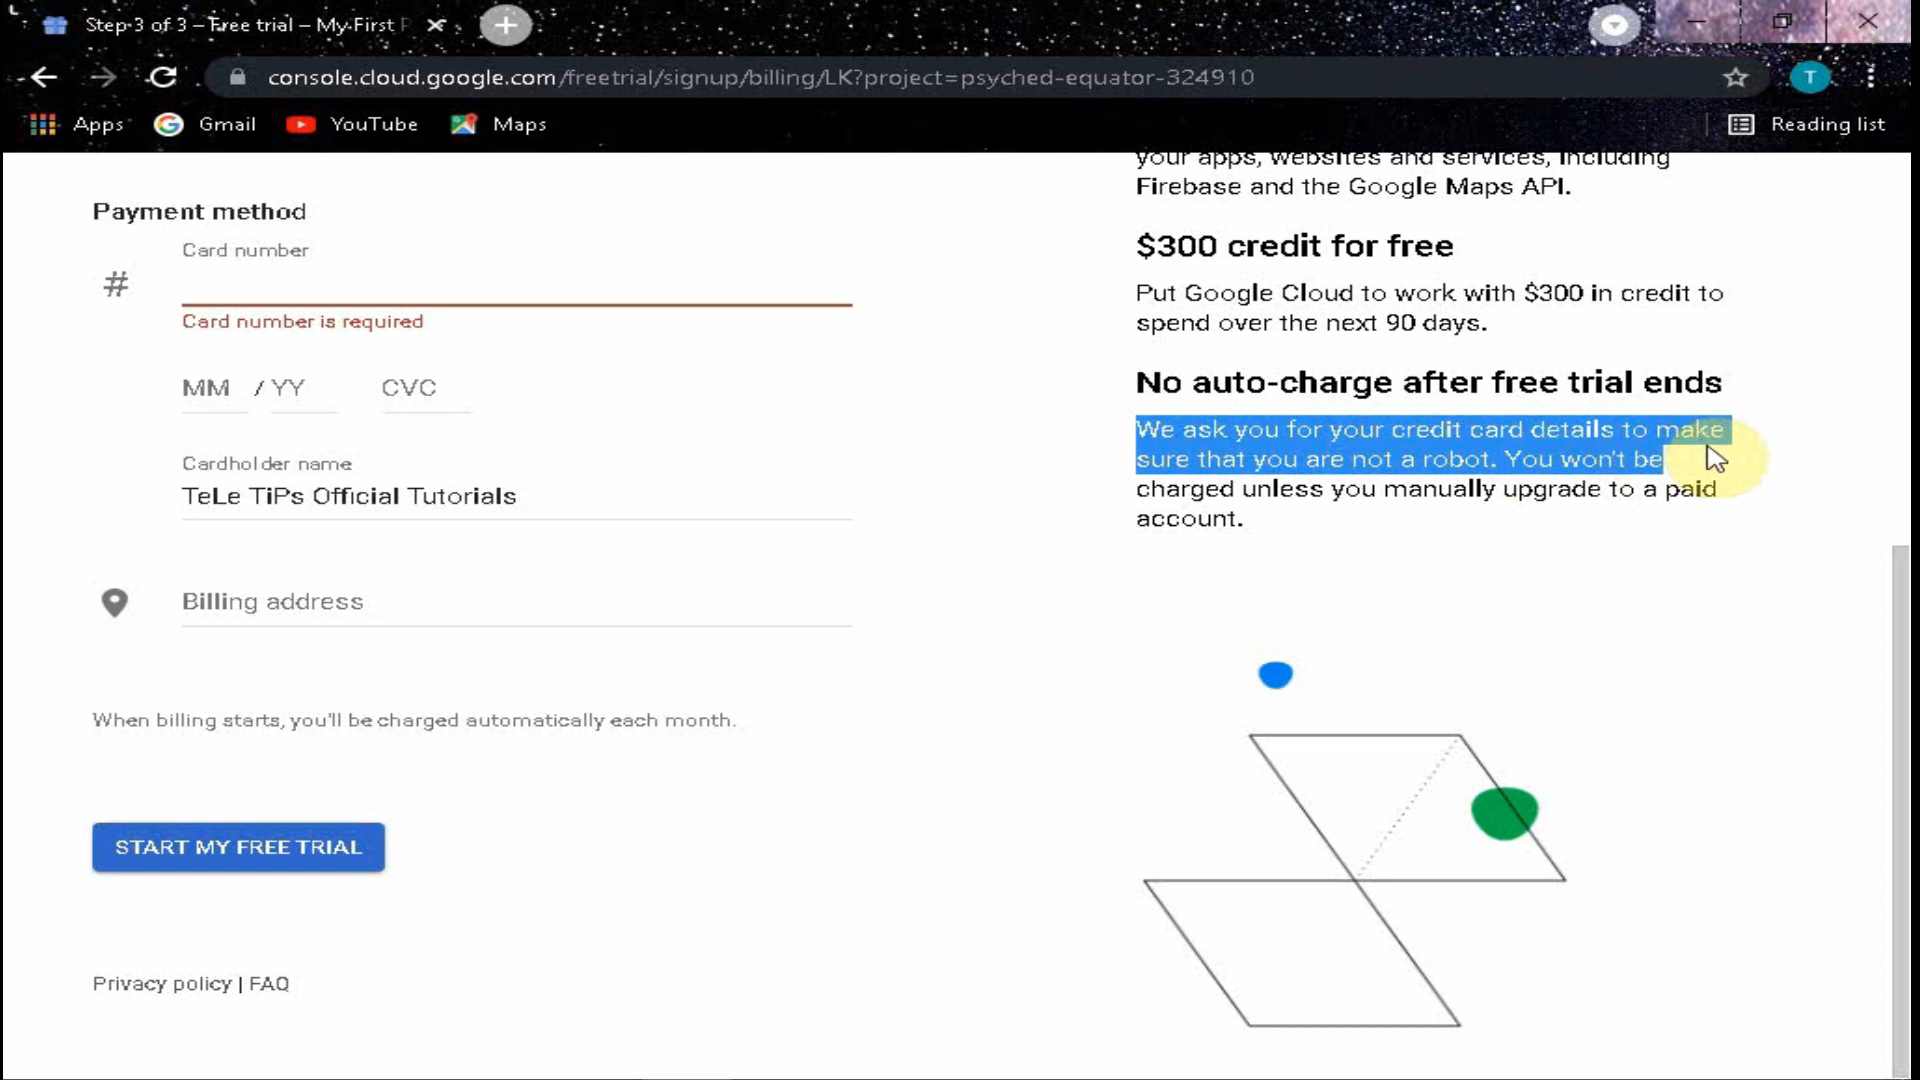 Step 3 of 3 – Free trial – My First P
console.cloud.google.com/freetrial/signup/billing/LK?project=psyched-equator-324910
T
Apps
Gmail
YouTube
Maps
Reading list
Payment method
Card number
#
Card number is required
MM / YY
CVC
Cardholder name
TeLe TiPs Official Tutorials
Billing address
When billing starts, you'll be charged automatically each month.
START MY FREE TRIAL
Privacy policy | FAQ
your apps, websites and services, including
Firebase and the Google Maps API.
$300 credit for free
Put Google Cloud to work with $300 in credit to
spend over the next 90 days.
No auto-charge after free trial ends
We ask you for your credit card details to make
sure that you are not a robot. You won't be
charged unless you manually upgrade to a paid
account.